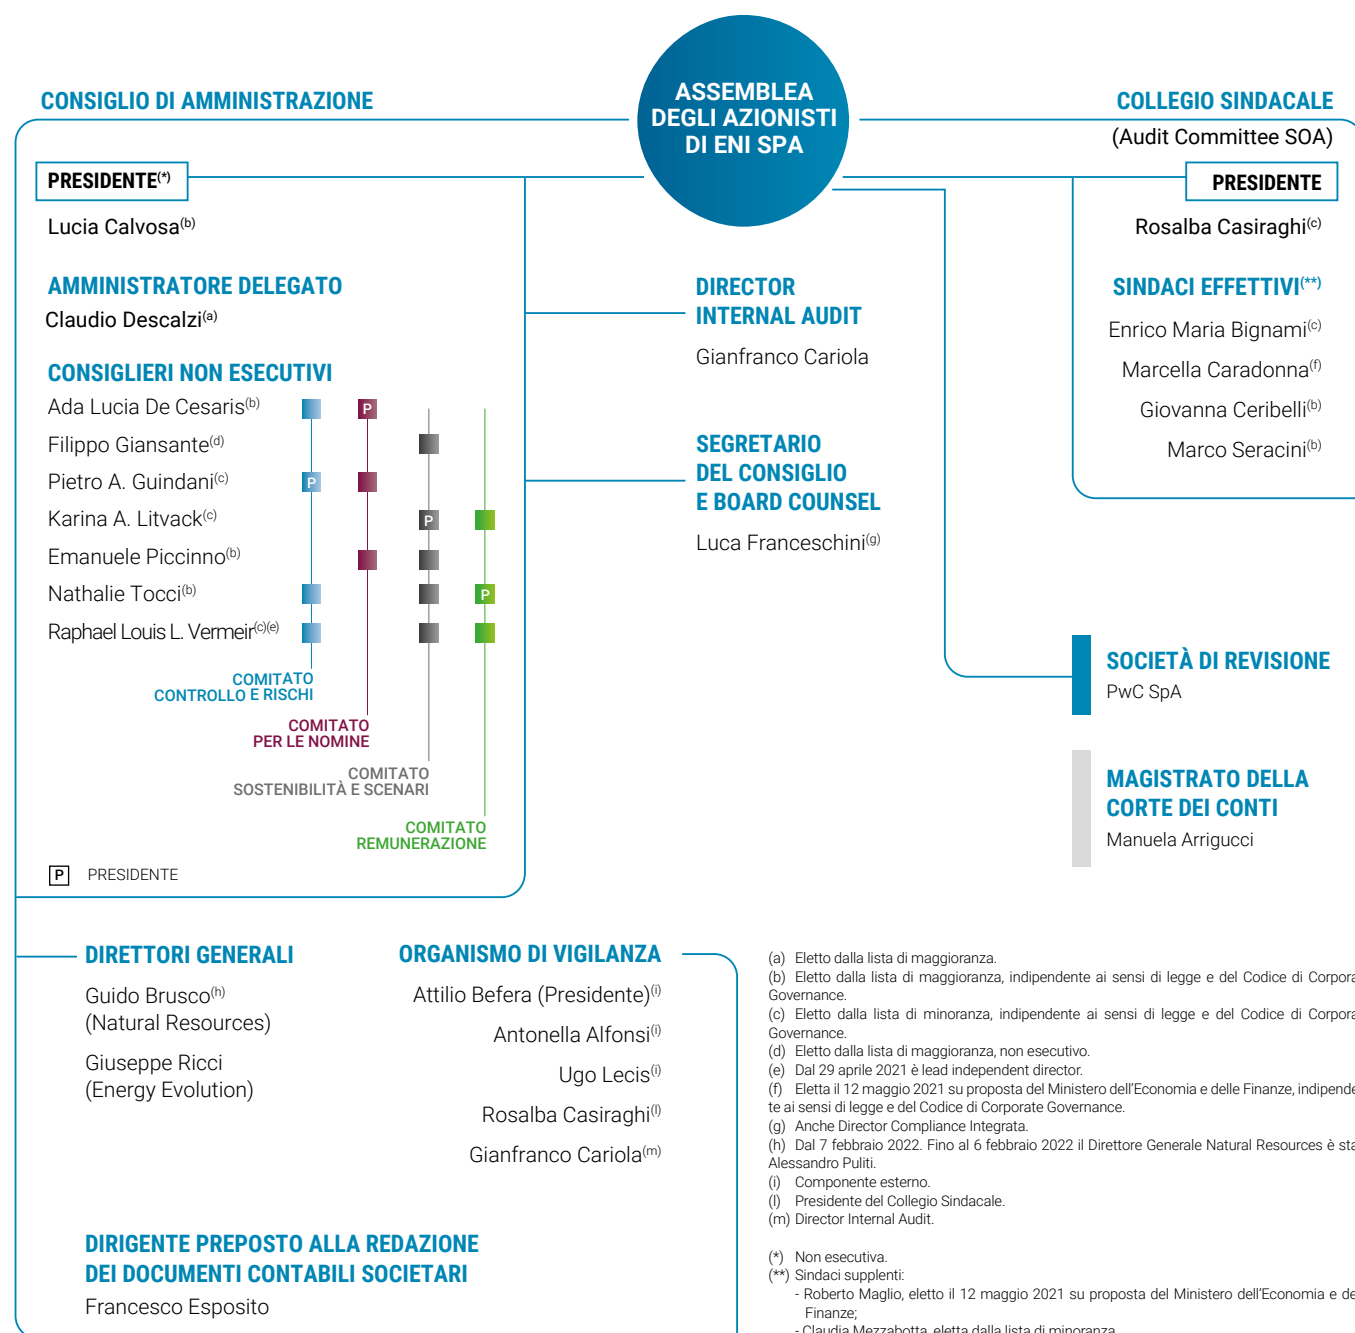 ASSEMBLEA
DEGLI AZIONISTI
DI ENI SPA
CONSIGLIO DI AMMINISTRAZIONE
PRESIDENTE(*)
Lucia Calvosa(b)
AMMINISTRATORE DELEGATO
Claudio Descalzi(a)
CONSIGLIERI NON ESECUTIVI
Ada Lucia De Cesaris(b) P
Filippo Giansante(d)
Pietro A. Guindani(c) P
Karina A. Litvack(c) P
Emanuele Piccinno(b)
Nathalie Tocci(b) P
Raphael Louis L. Vermeir(c)(e)
COMITATO
CONTROLLO E RISCHI
COMITATO
PER LE NOMINE
COMITATO
SOSTENIBILITÀ E SCENARI
COMITATO
REMUNERAZIONE
P PRESIDENTE
DIRECTOR
INTERNAL AUDIT
Gianfranco Cariola
SEGRETARIO
DEL CONSIGLIO
E BOARD COUNSEL
Luca Franceschini(g)
COLLEGIO SINDACALE
(Audit Committee SOA)
PRESIDENTE
Rosalba Casiraghi(c)
SINDACI EFFETTIVI(**)
Enrico Maria Bignami(c)
Marcella Caradonna(f)
Giovanna Ceribelli(b)
Marco Seracini(b)
SOCIETÀ DI REVISIONE
PwC SpA
MAGISTRATO DELLA
CORTE DEI CONTI
Manuela Arrigucci
DIRETTORI GENERALI
Guido Brusco(h)
(Natural Resources)
Giuseppe Ricci
(Energy Evolution)
ORGANISMO DI VIGILANZA
Attilio Befera (Presidente)(i)
Antonella Alfonsi(i)
Ugo Lecis(i)
Rosalba Casiraghi(l)
Gianfranco Cariola(m)
DIRIGENTE PREPOSTO ALLA REDAZIONE
DEI DOCUMENTI CONTABILI SOCIETARI
Francesco Esposito
(a) Eletto dalla lista di maggioranza.
(b) Eletto dalla lista di maggioranza, indipendente ai sensi di legge e del Codice di Corpora
Governance.
(c) Eletto dalla lista di minoranza, indipendente ai sensi di legge e del Codice di Corpora
Governance.
(d) Eletto dalla lista di maggioranza, non esecutivo.
(e) Dal 29 aprile 2021 è lead independent director.
(f) Eletta il 12 maggio 2021 su proposta del Ministero dell'Economia e delle Finanze, indipende
te ai sensi di legge e del Codice di Corporate Governance.
(g) Anche Director Compliance Integrata.
(h) Dal 7 febbraio 2022. Fino al 6 febbraio 2022 il Direttore Generale Natural Resources è sta
Alessandro Puliti.
(i) Componente esterno.
(l) Presidente del Collegio Sindacale.
(m) Director Internal Audit.
(*) Non esecutiva.
(**) Sindaci supplenti:
- Roberto Maglio, eletto il 12 maggio 2021 su proposta del Ministero dell'Economia e de
Finanze;
- Claudia Mezzabotta, eletta dalla lista di minoranza.